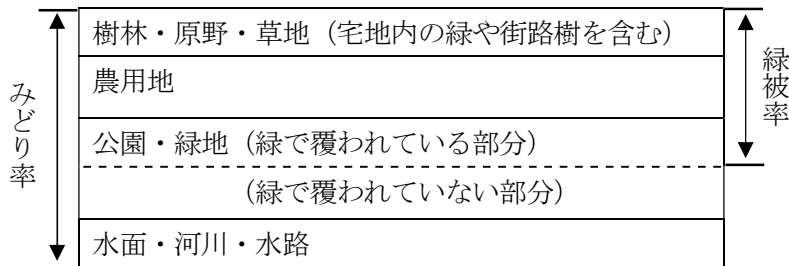 みどり率
樹林・原野・草地（宅地内の緑や街路樹を含む）
農用地
公園・緑地（緑で覆われている部分）
（緑で覆われていない部分）
水面・河川・水路
緑被率